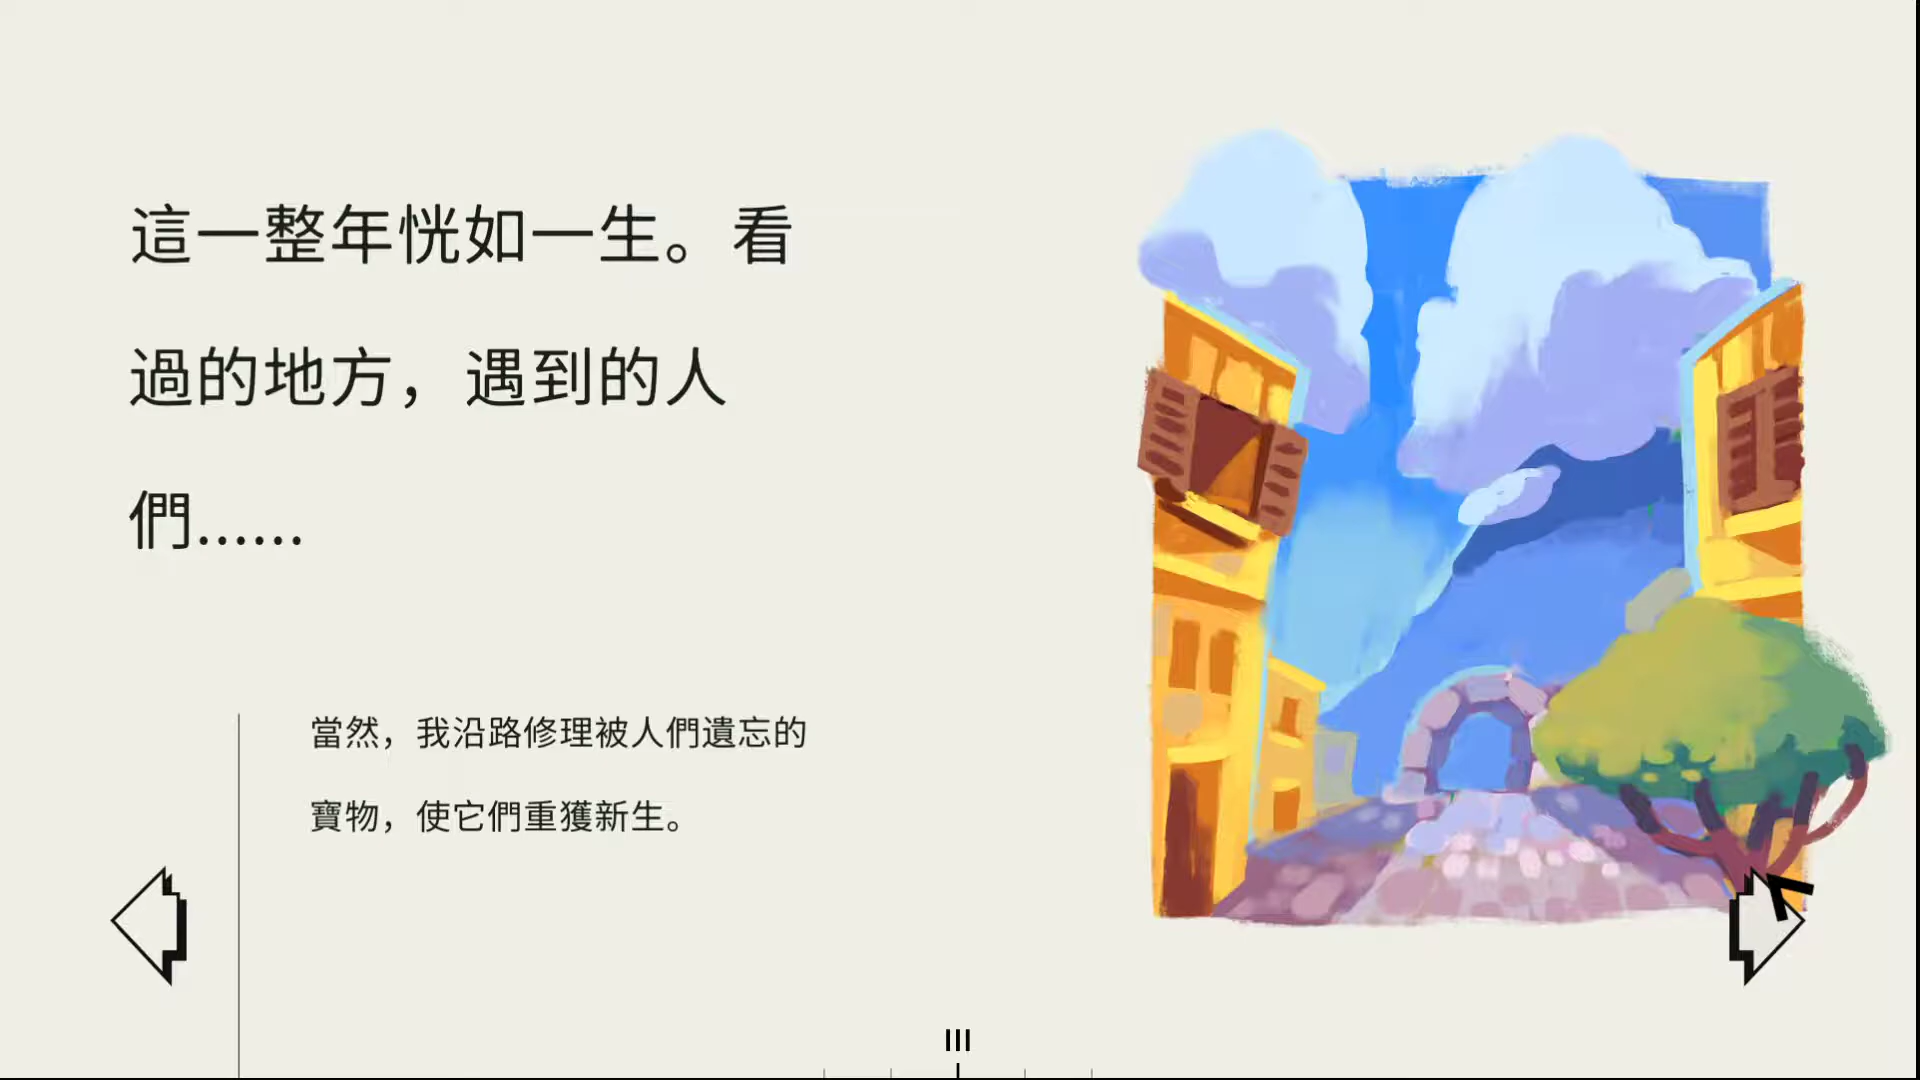 這一整年恍如一生。看
過的地方，遇到的人
們……
當然，我沿路修理被人們遺忘的
寶物，使它們重獲新生。
III